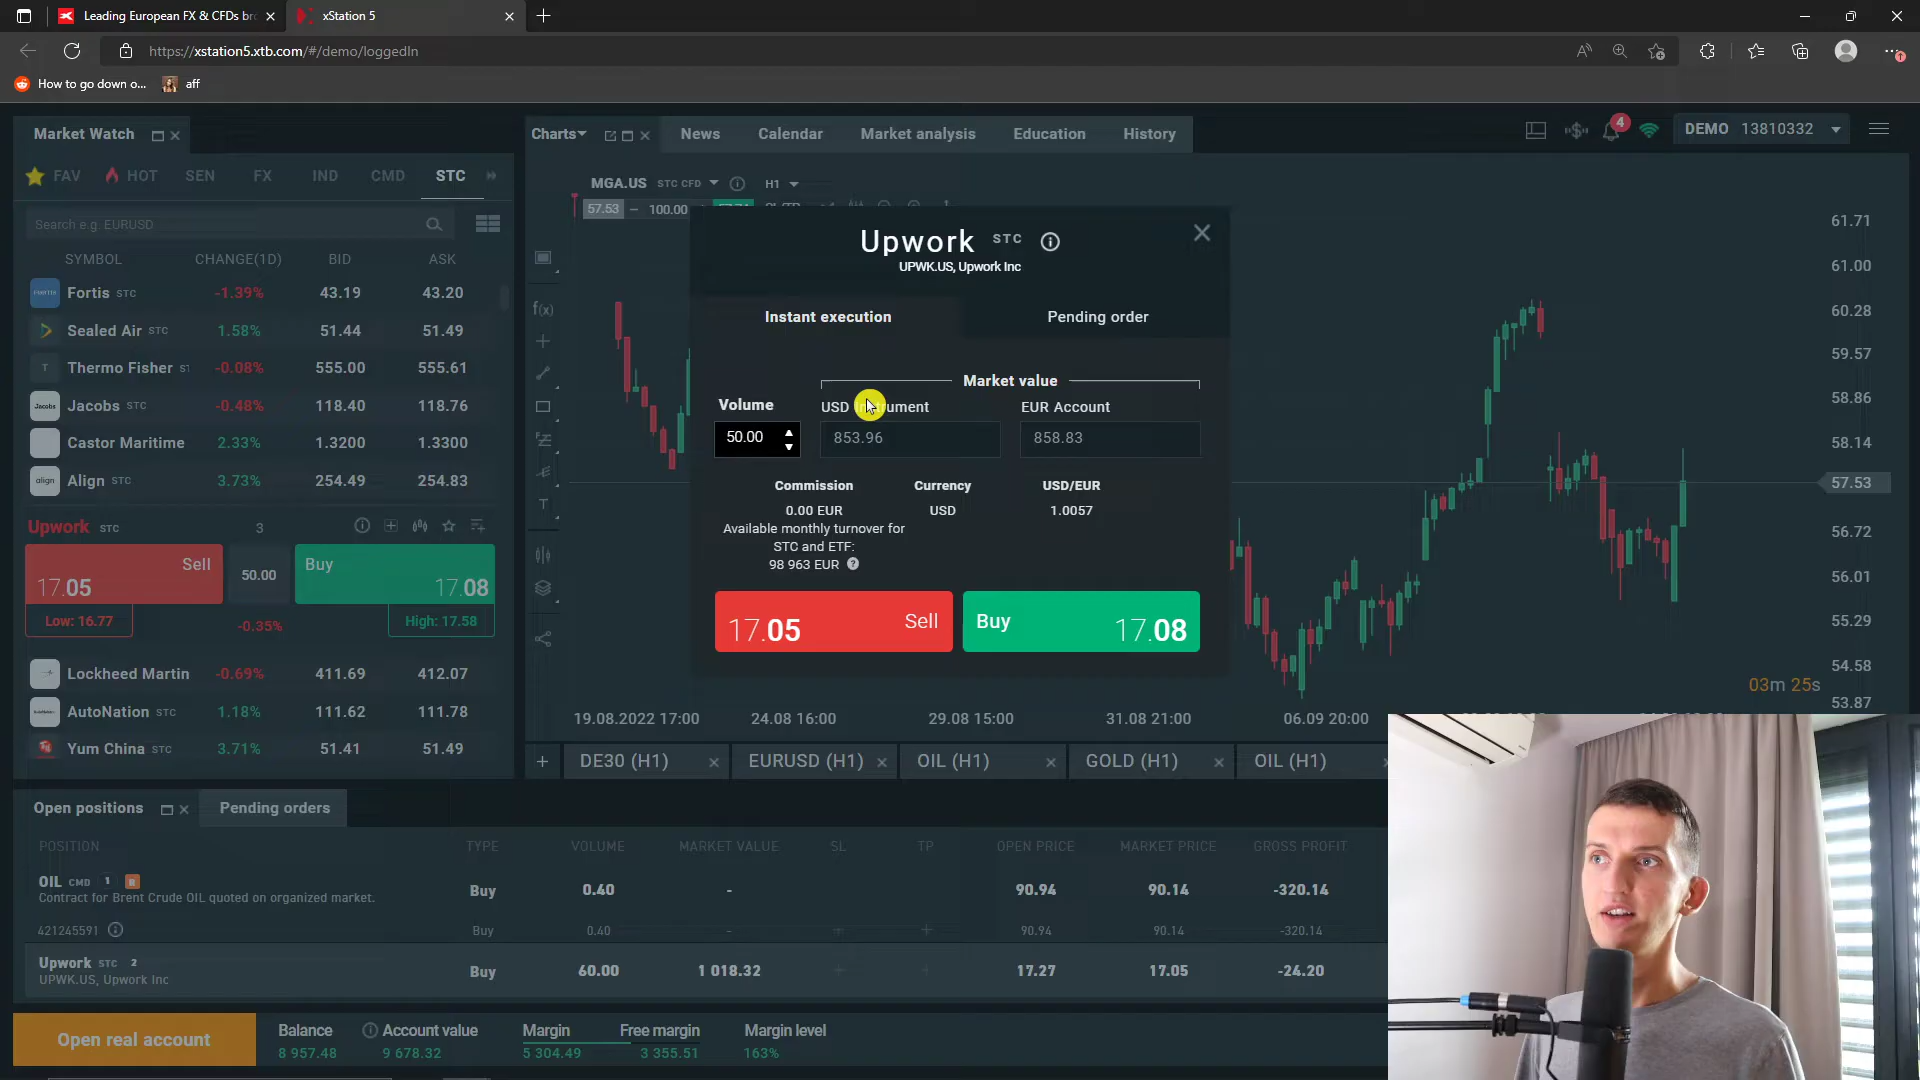 Leading European FX & CFDs br
xStation 5
https://xstation5.xtb.com/#/demo/loggedIn
How to go down o...
aff
Market Watch
Charts
News
Calendar
Market analysis
Education
History
4
DEMO 13810332
FAV
HOT
SEN
FX
IND
CMD
STC
Search e.g. EURUSD
SYMBOL CHANGE(1D) BID ASK
Fortis STC -1.39% 43.19 43.20
Sealed Air STC 1.58% 51.44 51.49
T Thermo Fisher -0.08% 555.00 555.61
Jacobs Jacobs STC -0.48% 118.40 118.76
Castor Maritime 2.33% 1.3200 1.3300
align Align STC 3.73% 254.49 254.83
Upwork STC 3
17.05 Sell
50.00
Buy 17.08
Low: 16.77
-0.35%
High: 17.58
Lockheed Martin -0.69% 411.69 412.07
AutoNation STC 1.18% 111.62 111.78
Yum China STC 3.71% 51.41 51.49
MGA.US STC CFD H1
57.53 100.00
f(x)
T
Upwork STC
UPWK.US, Upwork Inc
Instant execution
Pending order
Market value
Volume
USD Instrument
EUR Account
50.00
853.96
858.83
Commission
Currency
USD/EUR
0.00 EUR
USD
1.0057
Available monthly turnover for
STC and ETF:
98 963 EUR
17.05 Sell
Buy 17.08
61.71
61.00
60.28
59.57
58.86
58.14
57.53
56.72
56.01
55.29
54.58
53.87
03m 25s
19.08.2022 17:00
24.08 16:00
29.08 15:00
31.08 21:00
06.09 20:00
DE30 (H1)
EURUSD (H1)
OIL (H1)
GOLD (H1)
OIL (H1)
Open positions
Pending orders
POSITION TYPE VOLUME MARKET VALUE SL TP OPEN PRICE MARKET PRICE GROSS PROFIT
OIL CMD 1 R Buy 0.40 - 90.94 90.14 -320.14
Contract for Brent Crude OIL quoted on organized market.
421245591 Buy 0.40 - 90.94 90.14 -320.14
Upwork STC 2 Buy 60.00 1 018.32 17.27 17.05 -24.20
UPWK.US, Upwork Inc
Open real account
Balance
Account value
Margin
Free margin
Margin level
8 957.48
9 678.32
5 304.49
3 355.51
163%